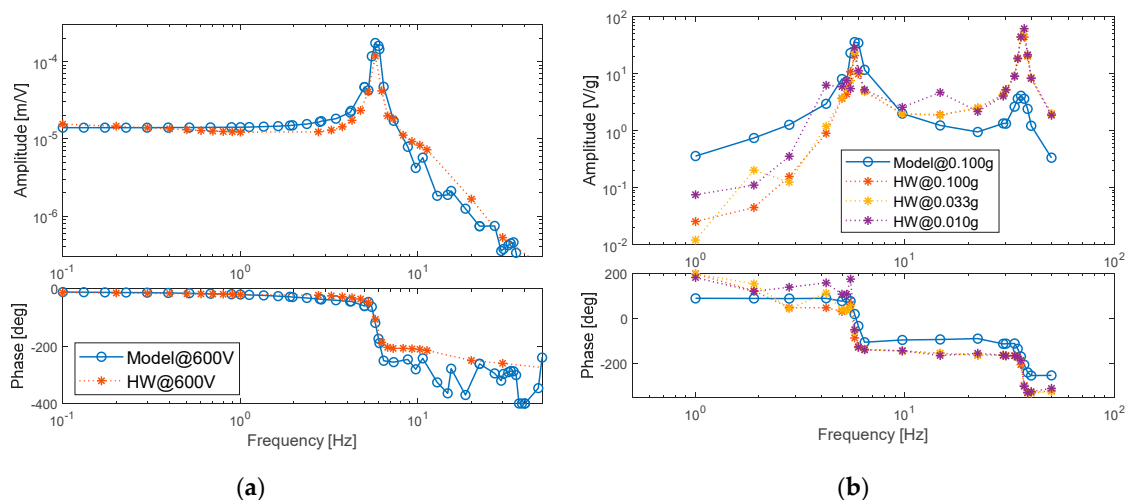 Amplitude [m/V]
10^-4
10^-5
10^-6
10^-1
10^0
10^1
Phase [deg]
0
-200
-400
Model@600V
HW@600V
10^-1
10^0
10^1
Frequency [Hz]
(a)
Amplitude [V/g]
10^2
10^1
10^0
10^-1
10^-2
Model@0.100g
HW@0.100g
HW@0.033g
HW@0.010g
10^0
10^1
10^2
Phase [deg]
200
0
-200
10^0
10^1
10^2
Frequency [Hz]
(b)